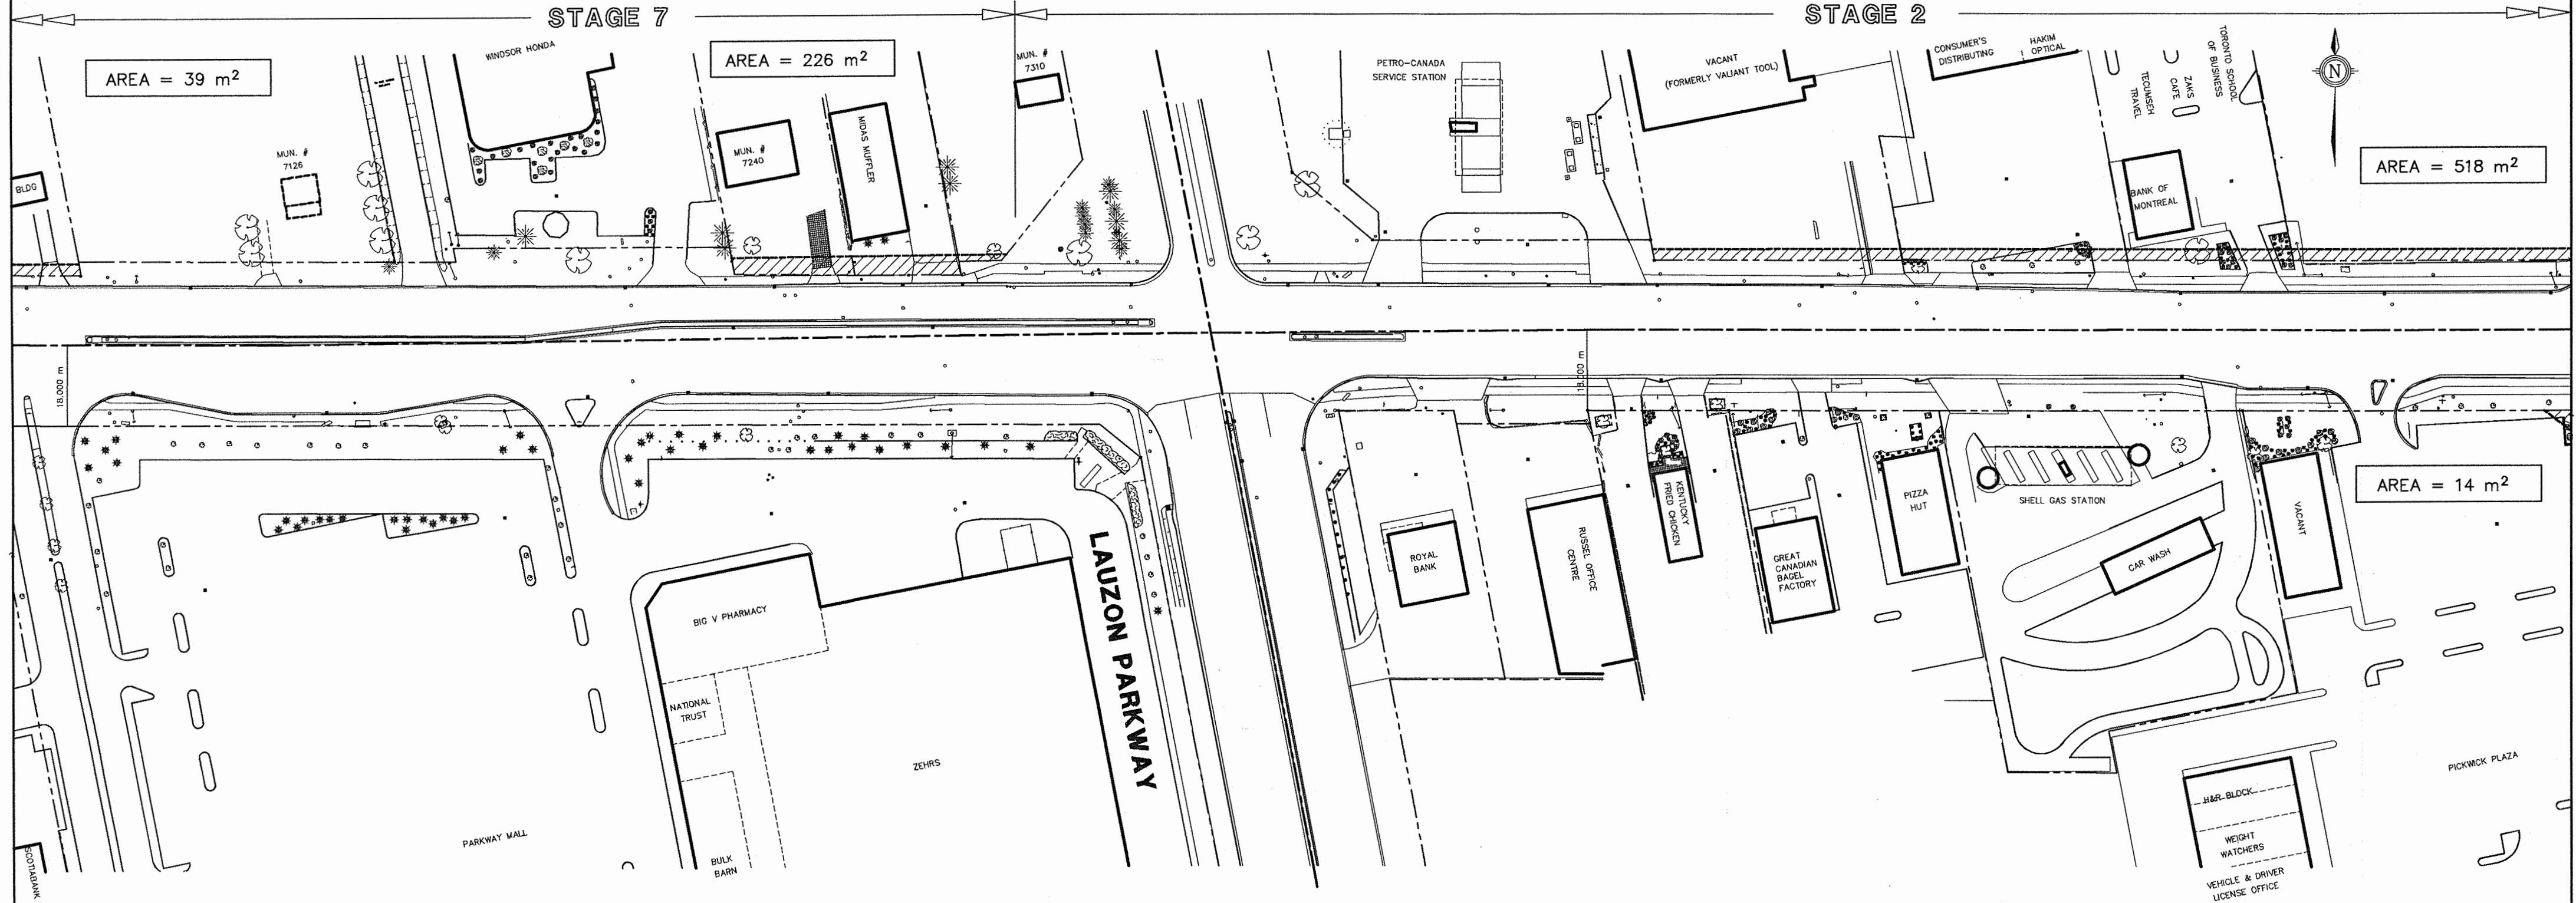 STAGE 7
STAGE 2
AREA = 39 m²
WINDSOR HONDA
AREA = 226 m²
MUN. #
7310
PETRO-CANADA
SERVICE STATION
VACANT
(FORMERLY VALIANT TOOL)
CONSUMER'S
DISTRIBUTING
HAKIM
OPTICAL
TECUMSEH
TRAVEL
ZAKS
CAFE
TORONTO SCHOOL
OF BUSINESS
N
AREA = 518 m²
BLDG
MUN. #
7126
MUN. #
7240
MIDAS MUFFLER
BANK OF
MONTREAL
18.000 m
18.000 m
LAUZON PARKWAY
ROYAL
BANK
RUSSEL OFFICE
CENTRE
KENTUCKY
FRIED CHICKEN
GREAT
CANADIAN
BAGEL
FACTORY
PIZZA
HUT
SHELL GAS STATION
CAR WASH
VACANT
AREA = 14 m²
BIG V PHARMACY
NATIONAL
TRUST
ZEHRS
BULK
BARN
PARKWAY MALL
SCOTIABANK
H&R BLOCK
WEIGHT
WATCHERS
VEHICLE & DRIVER
LICENSE OFFICE
PICKWICK PLAZA